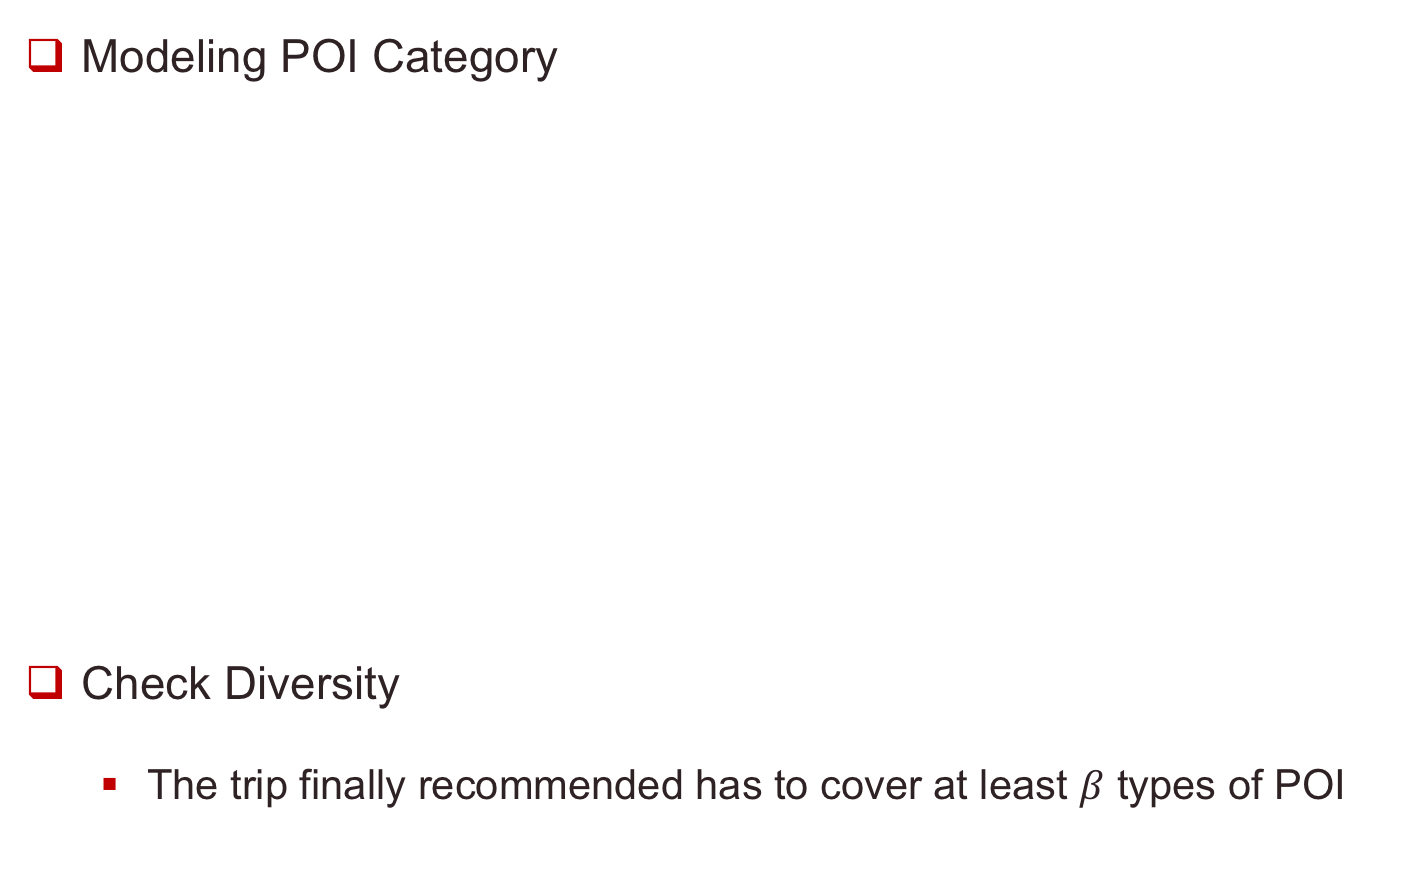 Modeling POI Category
Check Diversity
The trip finally recommended has to cover at least β types of POI